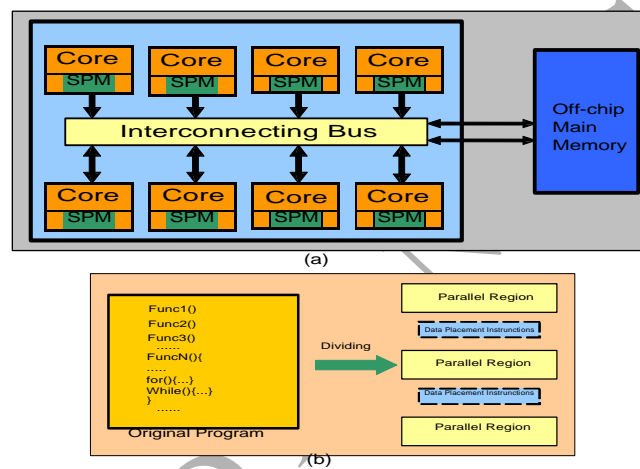 Core Core Core Core
SPM SPM SPM SPM
Interconnecting Bus
Core Core Core Core
SPM SPM SPM SPM
Off-chip
Main
Memory
(a)
Func1()
Func2()
Func3()
......
FuncN(){
.....
for(){...}
While(){...}
}
......
Original Program
Dividing
Parallel Region
Data Placement Instrunctions
Parallel Region
Data Placement Instrunctions
Parallel Region
(b)